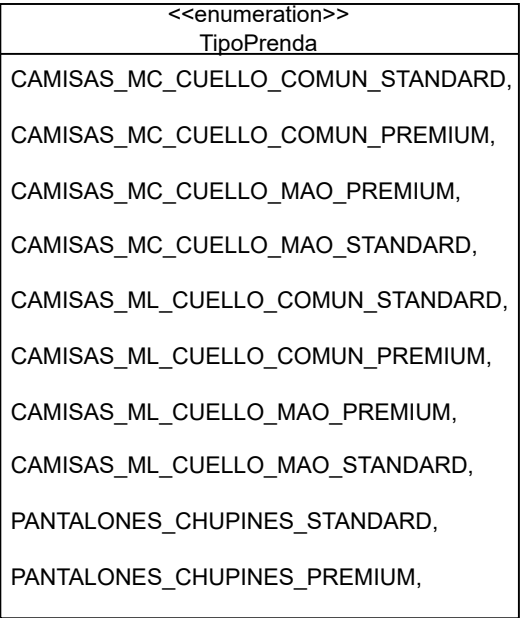 <<enumeration>>
TipoPrenda
CAMISAS_MC_CUELLO_COMUN_STANDARD,
CAMISAS_MC_CUELLO_COMUN_PREMIUM,
CAMISAS_MC_CUELLO_MAO_PREMIUM,
CAMISAS_MC_CUELLO_MAO_STANDARD,
CAMISAS_ML_CUELLO_COMUN_STANDARD,
CAMISAS_ML_CUELLO_COMUN_PREMIUM,
CAMISAS_ML_CUELLO_MAO_PREMIUM,
CAMISAS_ML_CUELLO_MAO_STANDARD,
PANTALONES_CHUPINES_STANDARD,
PANTALONES_CHUPINES_PREMIUM,